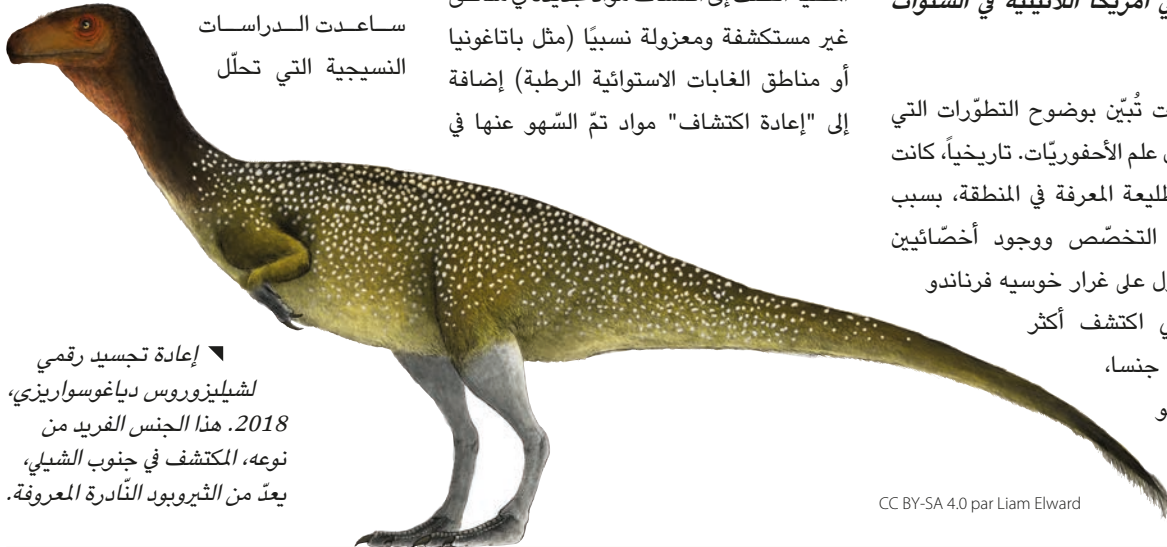 ي أمريكا اللاتينية في السنوات
ت تُبيّن بوضوح التطوّرات التي
علم الأحفوريّات. تاريخياً، كانت
طليعة المعرفة في المنطقة، بسبب
التخصّص ووجود أخصّائيين
ل على غرار خوسيه فرناندو
ي اكتشف أكثر
جنسا،
و
غير مستكشفة ومعزولة نسبيًا (مثل باتاغونيا
أو مناطق الغابات الاستوائية الرطبة) إضافة
إلى "إعادة اكتشاف" مواد تمّ السّهو عنها في
ساعدت الدراسات
النسيجية التي تحلّل
◥ إعادة تجسيد رقمي
لشيليزوروس دياغوسواريزي،
2018. هذا الجنس الفريد من
نوعه، المكتشف في جنوب الشيلي،
يعدّ من الثيروبود النّادرة المعروفة.
CC BY-SA 4.0 par Liam Elward